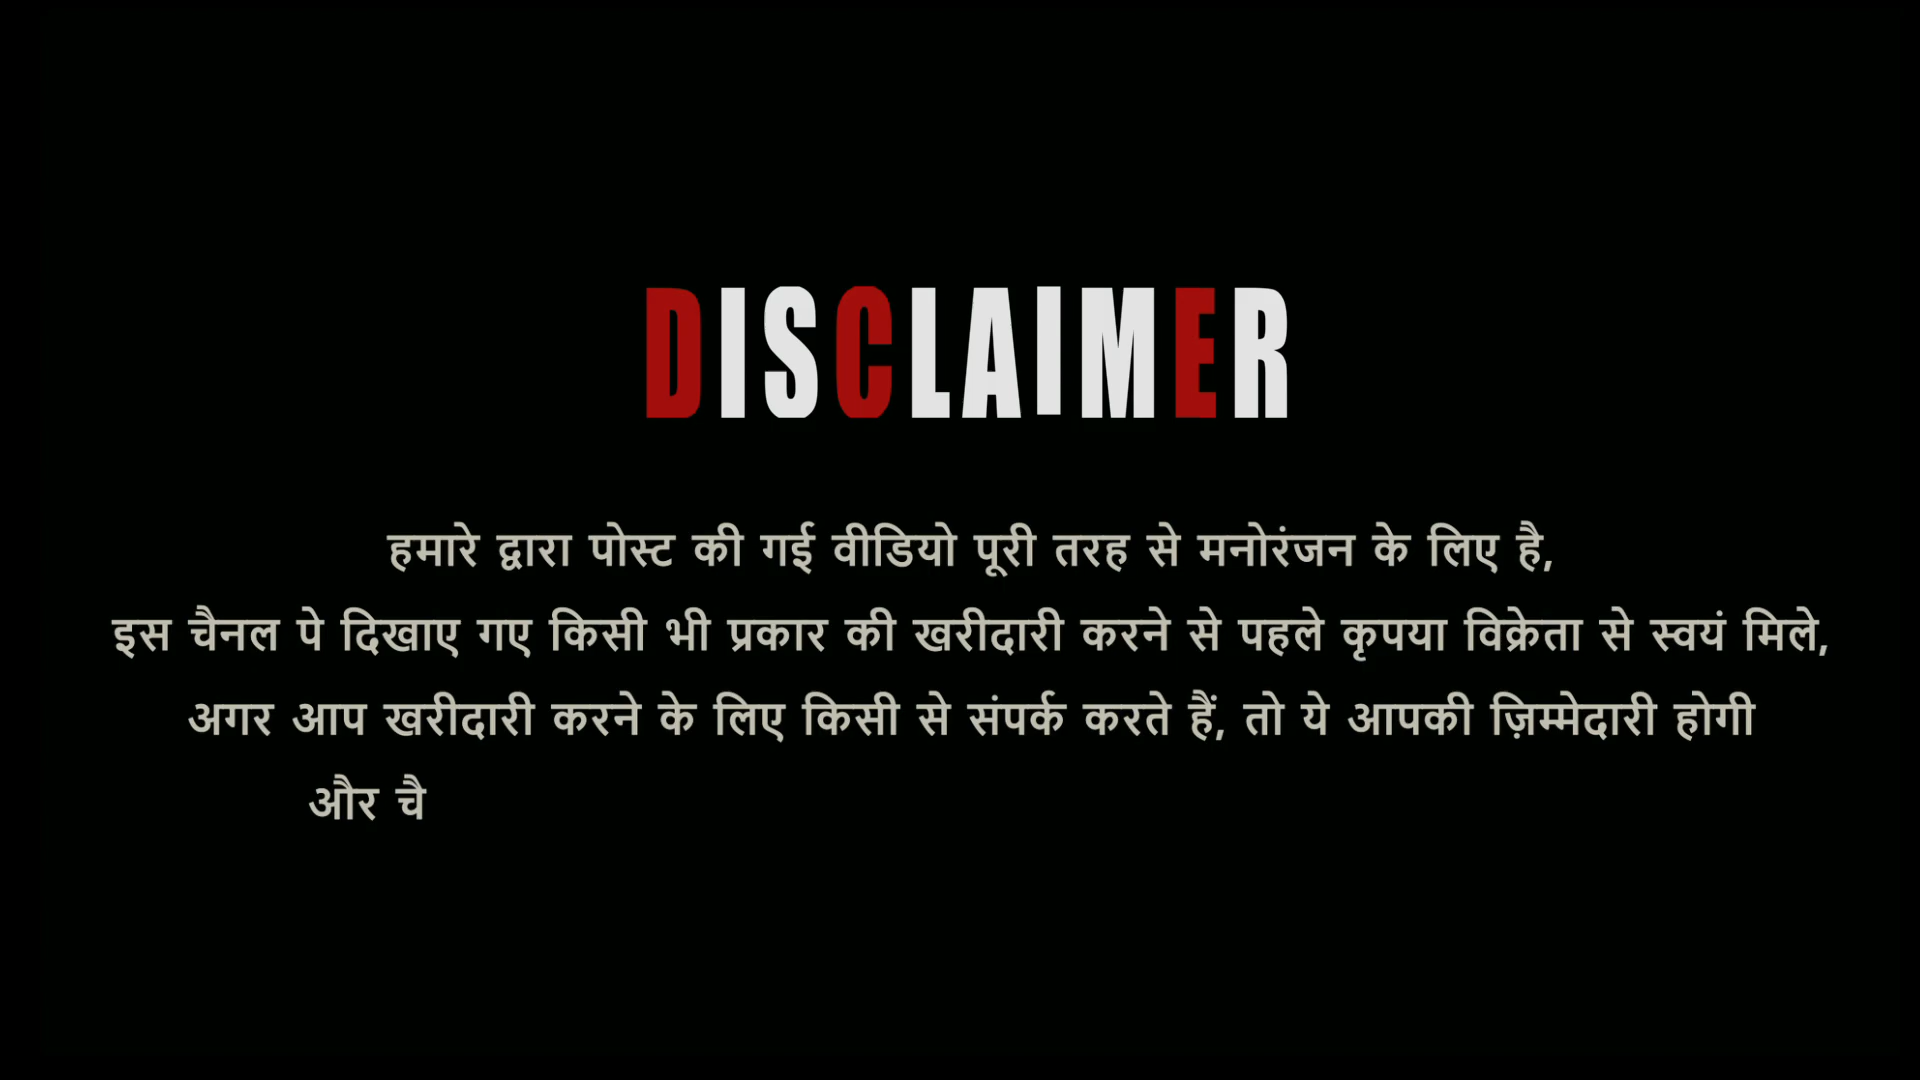 DISCLAIMER
हमारे द्वारा पोस्ट की गई वीडियो पूरी तरह से मनोरंजन के लिए है,
इस चैनल पे दिखाए गए किसी भी प्रकार की खरीदारी करने से पहले कृपया विक्रेता से स्वयं मिले,
अगर आप खरीदारी करने के लिए किसी से संपर्क करते हैं, तो ये आपकी ज़िम्मेदारी होगी
और चै